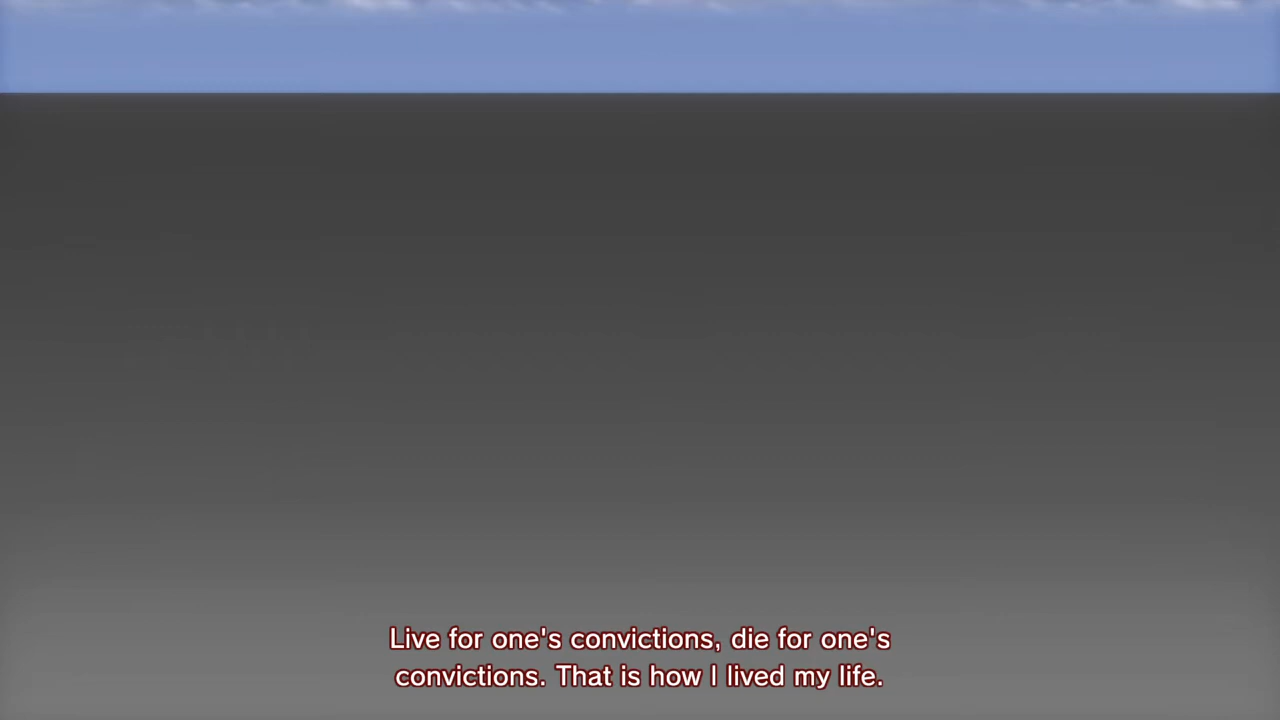 Live for one's convictions, die for one's
convictions. That is how I lived my life.